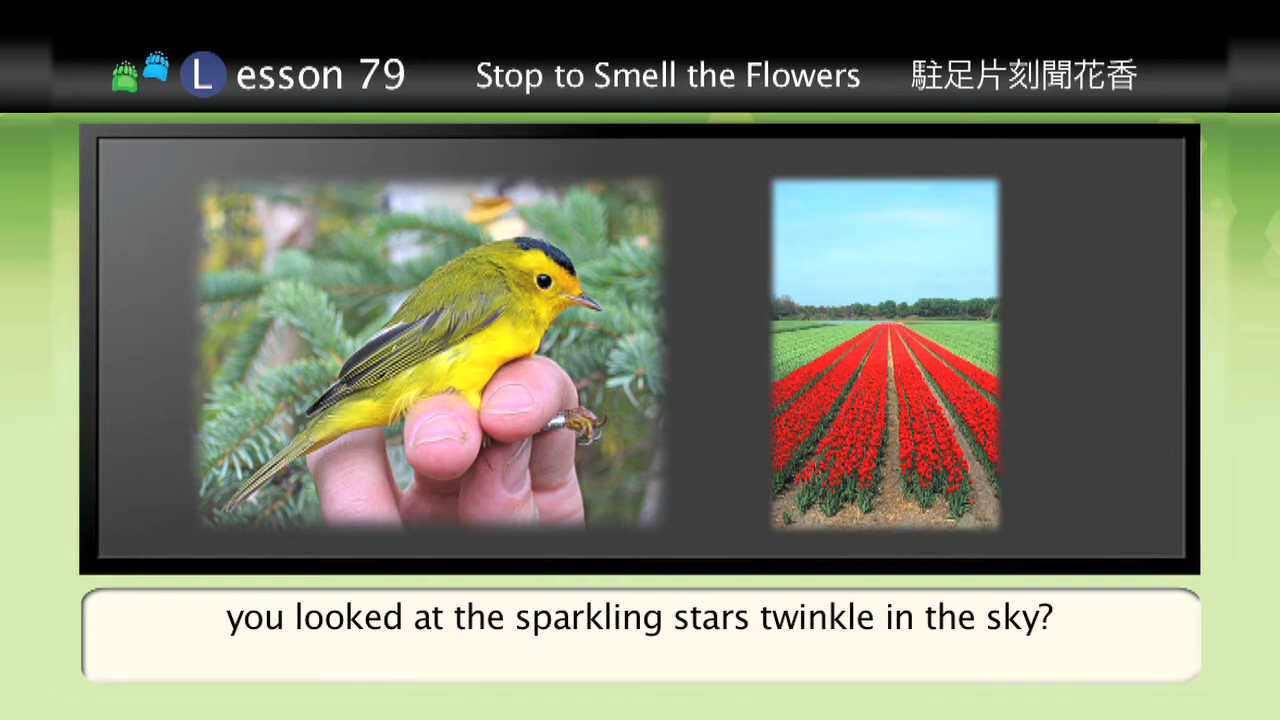 Lesson 79 Stop to Smell the Flowers 駐足片刻聞花香
you looked at the sparkling stars twinkle in the sky?